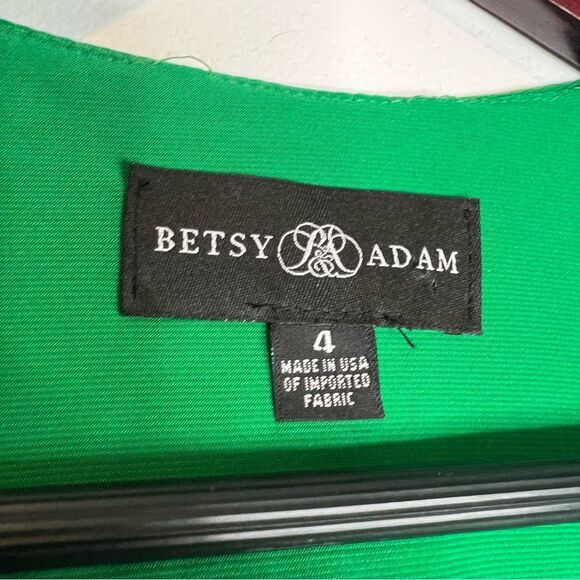 BETSY B&A ADAM
4
MADE IN USA
OF IMPORTED
FABRIC